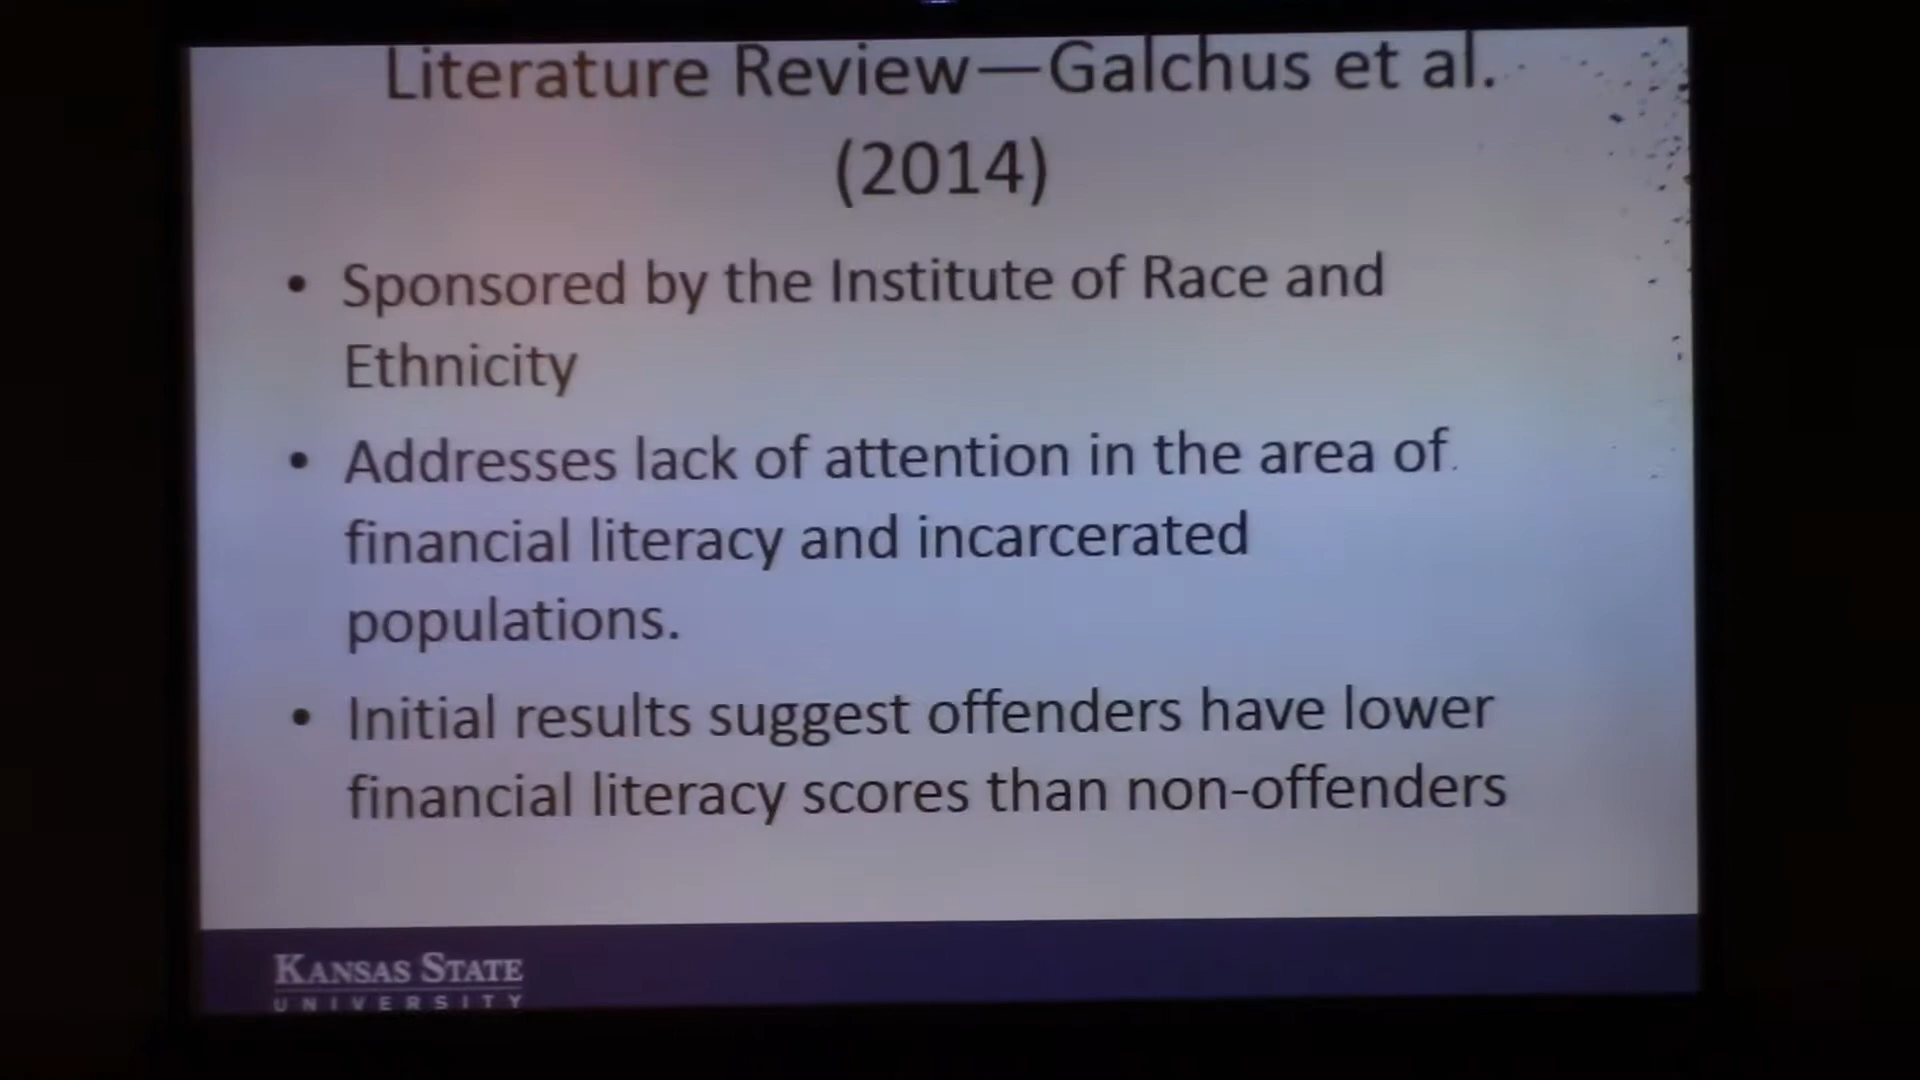 Literature Review—Galchus et al.
(2014)
• Sponsored by the Institute of Race and
Ethnicity
• Addresses lack of attention in the area of
financial literacy and incarcerated
populations.
• Initial results suggest offenders have lower
financial literacy scores than non-offenders
KANSAS STATE
UNIVERSITY